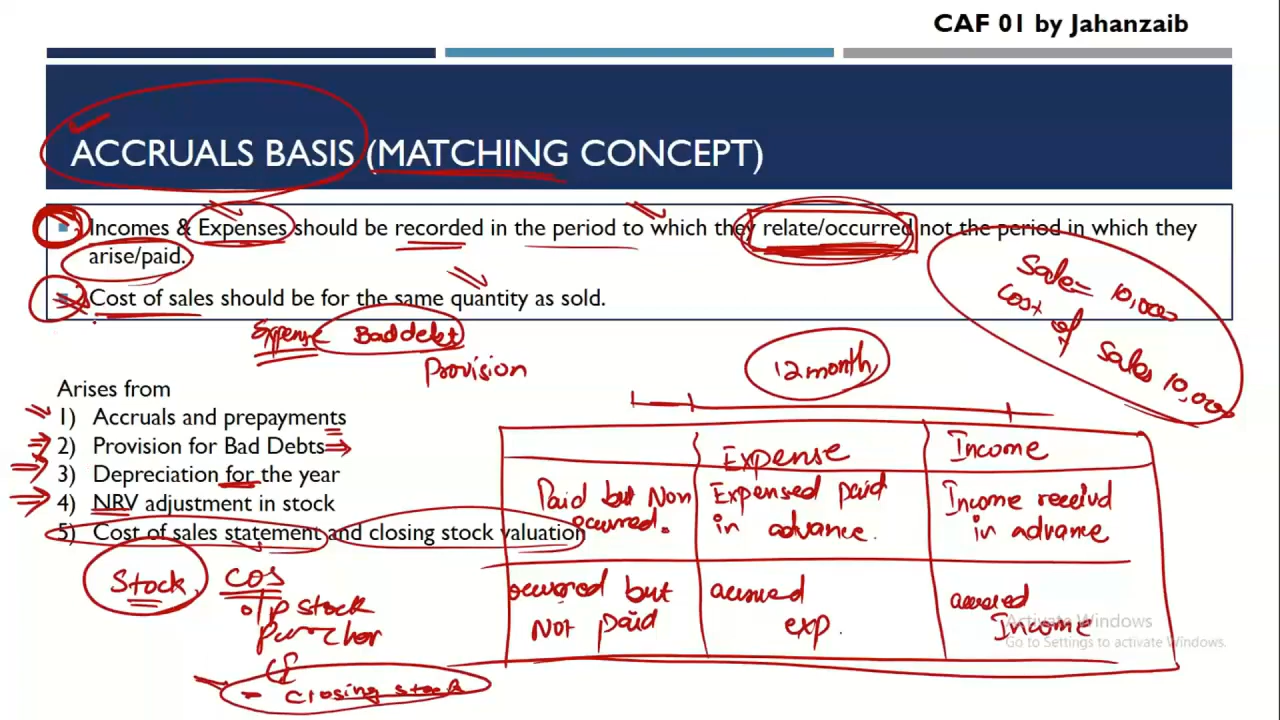 CAF 01 by Jahanzaib
ACCRUALS BASIS (MATCHING CONCEPT)
Incomes & Expenses should be recorded in the period to which they relate/occurred not the period in which they
arise/paid.
Cost of sales should be for the same quantity as sold.
Sale= 10,000
Cost of Sales 10,000
Expense Bad debt
Provision
12 month
Arises from
1) Accruals and prepayments
2) Provision for Bad Debts
3) Depreciation for the year
4) NRV adjustment in stock
5) Cost of sales statement and closing stock valuation
Expense Income
Paid but Non
ocurred.
Expensed paid
in advance.
Income received
in advance
occurred but
Not paid
accrued
exp.
accrued
Income
Stock
COS
o/p stock
- Closing stock
Activate Windows
Go to Settings to activate Windows.